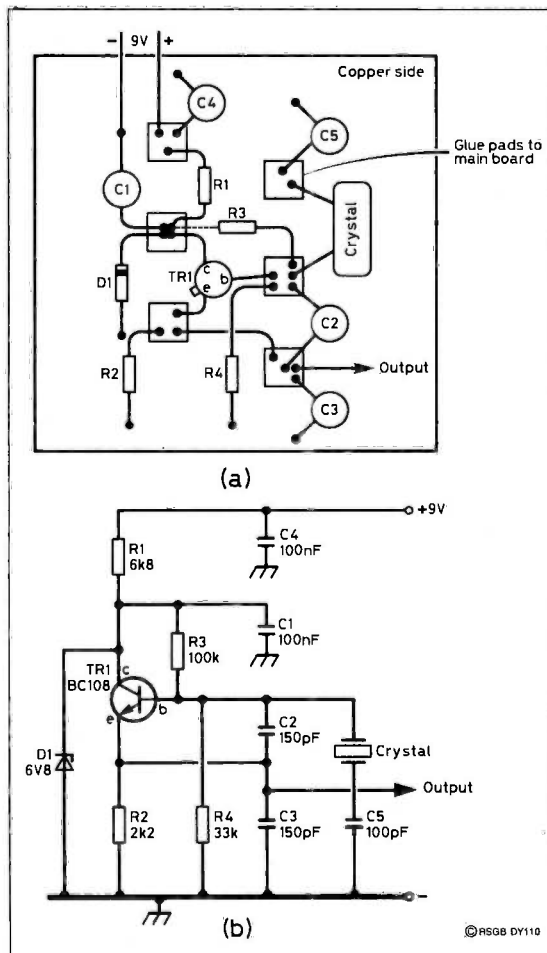 - 9V +
Copper side
C4
C5
Glue pads to
main board
C1
R1
R3
Crystal
D1
TR1
c
b
e
C2
R2
R4
Output
C3
(a)
+9V
R1
6k8
C4
100nF
R3
100k
C1
100nF
TR1
BC108
c
b
e
D1
6V8
C2
150pF
Crystal
Output
R2
2k2
R4
33k
C3
150pF
C5
100pF
-
(b)
©RSGB DY110